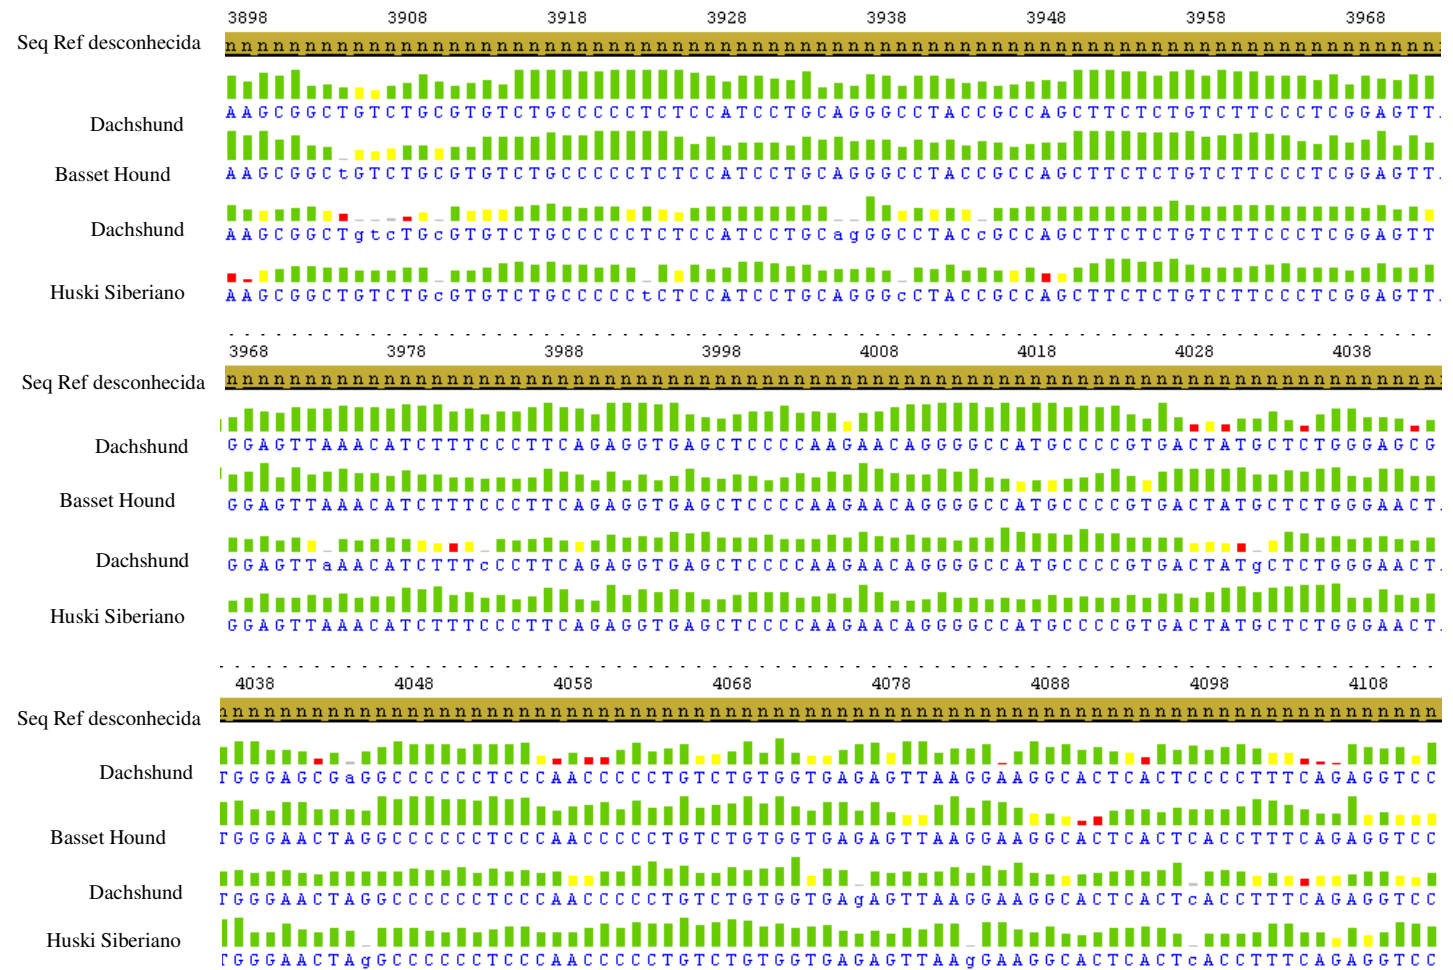 3898 3908 3918 3928 3938 3948 3958 3968
Seq Ref desconhecida nnnnnnnnnnnnnnnnnnnnnnnnnnnnnnnnnnnnnnnnnnnnnnnnnnnnnnnnnnnnnnnnnnnnnnnnnnnn
Dachshund AAGCGGCTGTCTGCGTGTCTGCCCCCTCTCCATCCTGCAGGGCCTACCGCCAGCTTCTCTGTCTTCCCTCGGAGTT
Basset Hound AAGCGGCtGTCTGCGTGTCTGCCCCCTCTCCATCCTGCAGGGCCTACCGCCAGCTTCTCTGTCTTCCCTCGGAGTT
Dachshund AAGCGGCTgtcTGcGTGTCTGCCCCCTCTCCATCCTGCagGGCCTACcGCCAGCTTCTCTGTCTTCCCTCGGAGTT
Huski Siberiano AAGCGGCTGTCTGcGTGTCTGCCCCCtCTCCATCCTGCAGGGcCTACCGCCAGCTTCTCTGTCTTCCCTCGGAGTT
3968 3978 3988 3998 4008 4018 4028 4038
Seq Ref desconhecida nnnnnnnnnnnnnnnnnnnnnnnnnnnnnnnnnnnnnnnnnnnnnnnnnnnnnnnnnnnnnnnnnnnnnnnnnnnnn
Dachshund GGAGTTAAACATCTTTCCCTTCAGAGGTGAGCTCCCCAAGAACAGGGGCCATGCCCCGTGACTATGCTCTGGGAGCG
Basset Hound GGAGTTAAACATCTTTCCCTTCAGAGGTGAGCTCCCCAAGAACAGGGGCCATGCCCCGTGACTATGCTCTGGGAACT
Dachshund GGAGTTaAACATCTTTcCCTTCAGAGGTGAGCTCCCCAAGAACAGGGGCCATGCCCCGTGACTATgCTCTGGGAACT
Huski Siberiano GGAGTTAAACATCTTTCCCTTCAGAGGTGAGCTCCCCAAGAACAGGGGCCATGCCCCGTGACTATGCTCTGGGAACT
4038 4048 4058 4068 4078 4088 4098 4108
Seq Ref desconhecida nnnnnnnnnnnnnnnnnnnnnnnnnnnnnnnnnnnnnnnnnnnnnnnnnnnnnnnnnnnnnnnnnnnnnnnnnnnnn
Dachshund TGGGAGCGaGGCCCCCCTCCCAACCCCCTGTCTGTGGTGAGAGTTAAGGAAGGCACTCACTCCCCTTTCAGAGGTCC
Basset Hound TGGGAACTAGGCCCCCCTCCCAACCCCCTGTCTGTGGTGAGAGTTAAGGAAGGCACTCACTCACCTTTCAGAGGTCC
Dachshund TGGGAACTAGGCCCCCCTCCCAACCCCCTGTCTGTGGTGAgAGTTAAGGAAGGCACTCACTcACCTTTCAGAGGTCC
Huski Siberiano TGGGAACTAgGCCCCCCTCCCAACCCCCTGTCTGTGGTGAGAGTTAAgGAAGGCACTCACTcACCTTTCAGAGGTCC